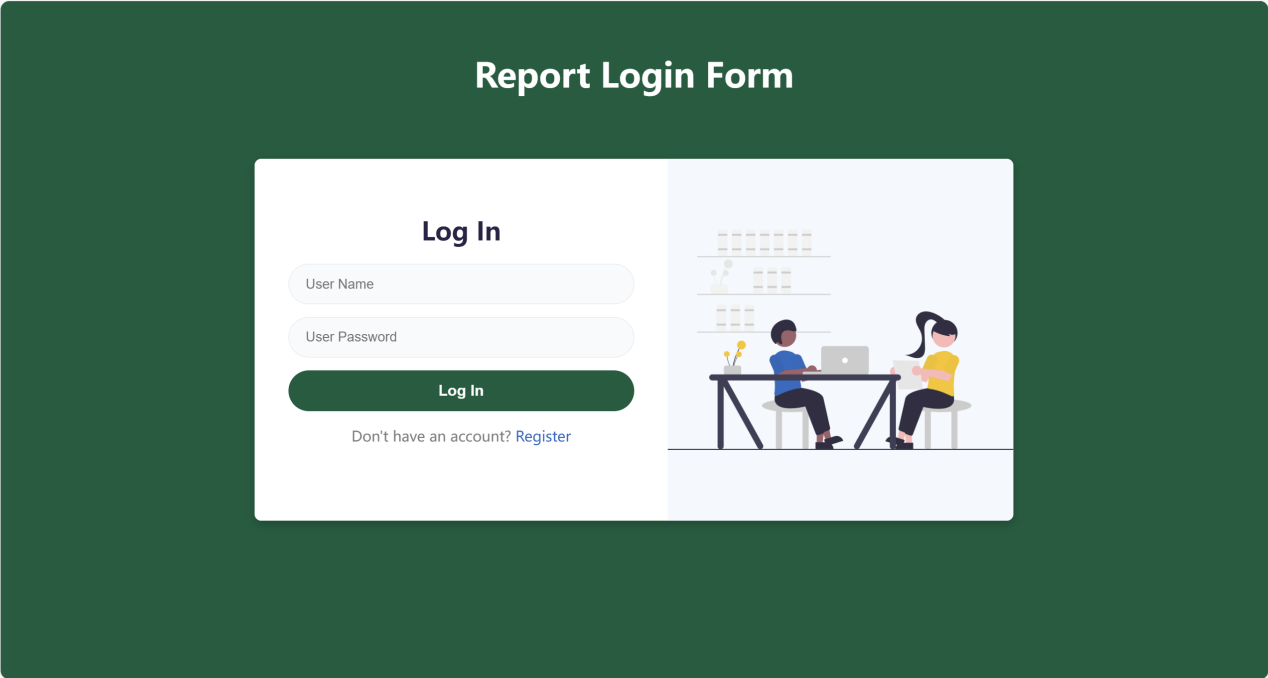 Report Login Form
Log In
User Name
User Password
Log In
Don't have an account? Register